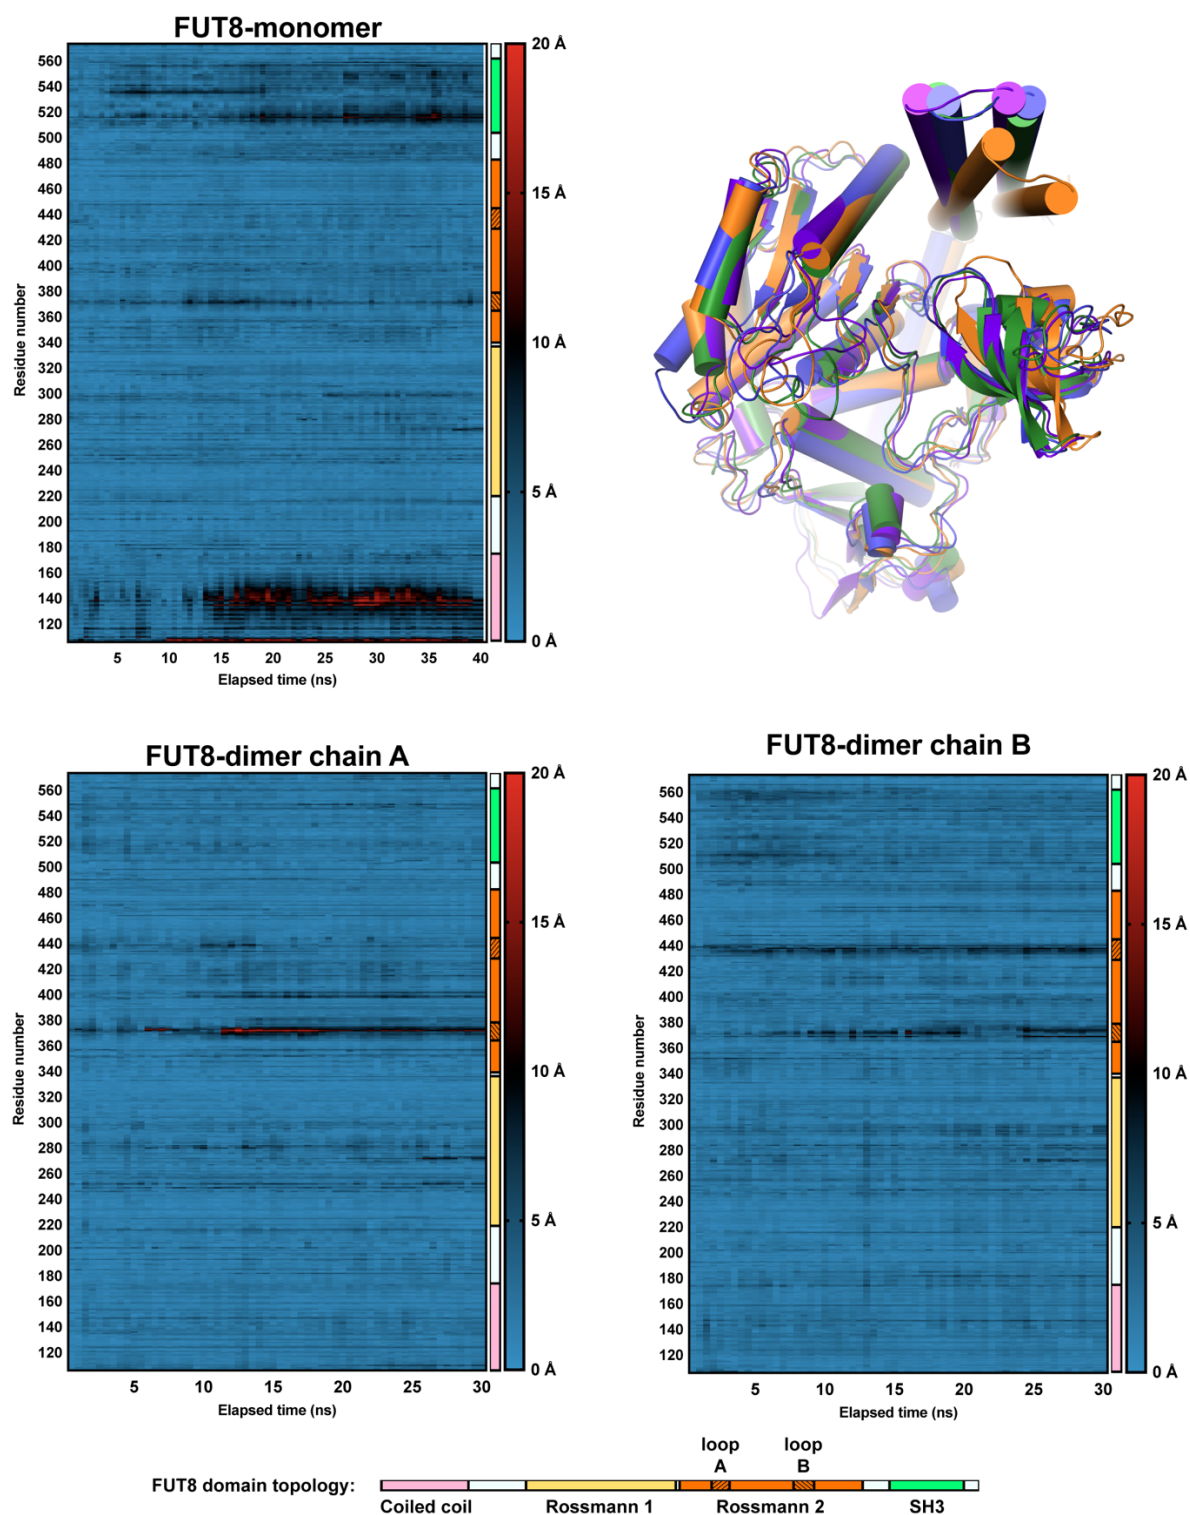 FUT8-monomer
560
540
520
500
480
460
440
420
400
380
360
340
320
300
280
260
240
220
200
180
160
140
120
Residue number
5 10 15 20 25 30 35 40
Elapsed time (ns)
20 Å
15 Å
10 Å
5 Å
0 Å
FUT8-dimer chain A
560
540
520
500
480
460
440
420
400
380
360
340
320
300
280
260
240
220
200
180
160
140
120
Residue number
5 10 15 20 25 30
Elapsed time (ns)
20 Å
15 Å
10 Å
5 Å
0 Å
FUT8-dimer chain B
560
540
520
500
480
460
440
420
400
380
360
340
320
300
280
260
240
220
200
180
160
140
120
Residue number
5 10 15 20 25 30
Elapsed time (ns)
20 Å
15 Å
10 Å
5 Å
0 Å
loop loop
A B
FUT8 domain topology:
Coiled coil Rossmann 1 Rossmann 2 SH3